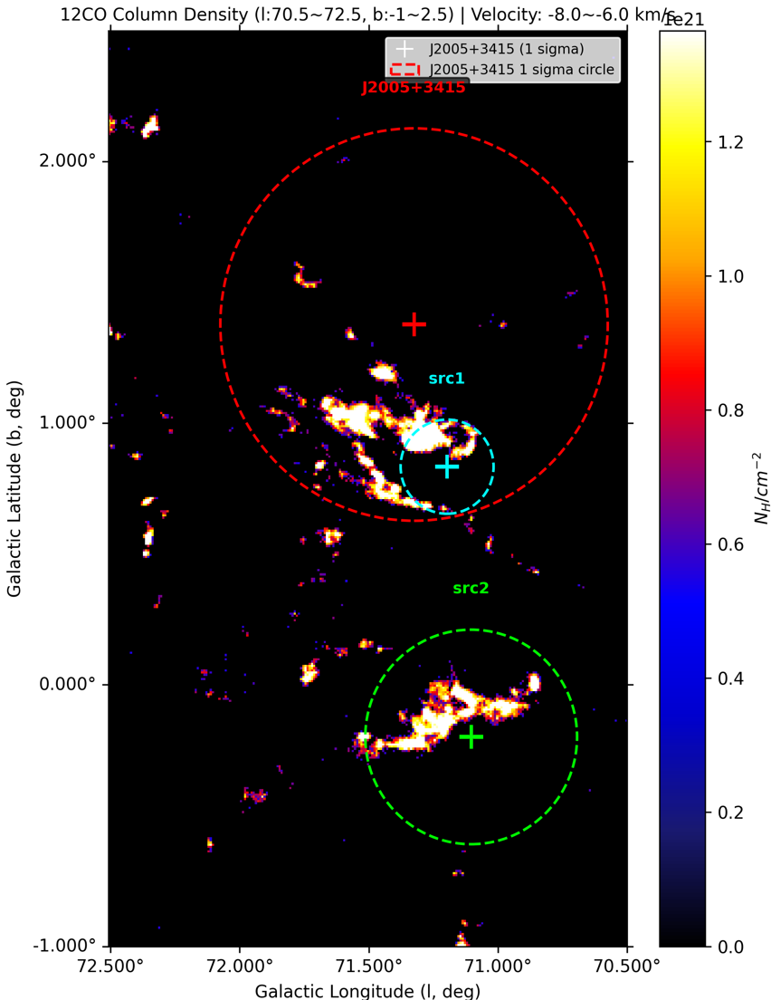 12CO Column Density (l:70.5~72.5, b:-1~2.5) | Velocity: -8.0~-6.0 km/s
1e21
J2005+3415 (1 sigma)
J2005+3415 1 sigma circle
J2005+3415
src1
src2
2.000°
1.000°
0.000°
-1.000°
Galactic Latitude (b, deg)
72.500°
72.000°
71.500°
71.000°
70.500°
Galactic Longitude (l, deg)
1.2
1.0
0.8
0.6
0.4
0.2
0.0
N_H/cm^{-2}